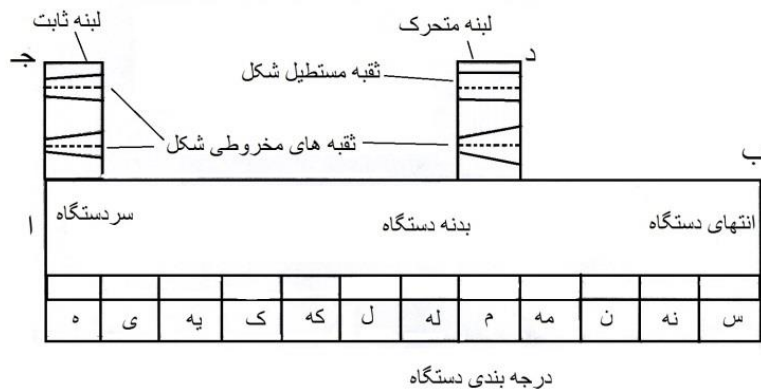 لبنه ثابت
لبنه متحرک
جـ
د
ثقبه مستطیل شکل
ثقبه های مخروطی شکل
ب
ا
سردستگاه
بدنه دستگاه
انتهای دستگاه
س نه ن مه م له ل که ک یه ی ه
درجه بندی دستگاه